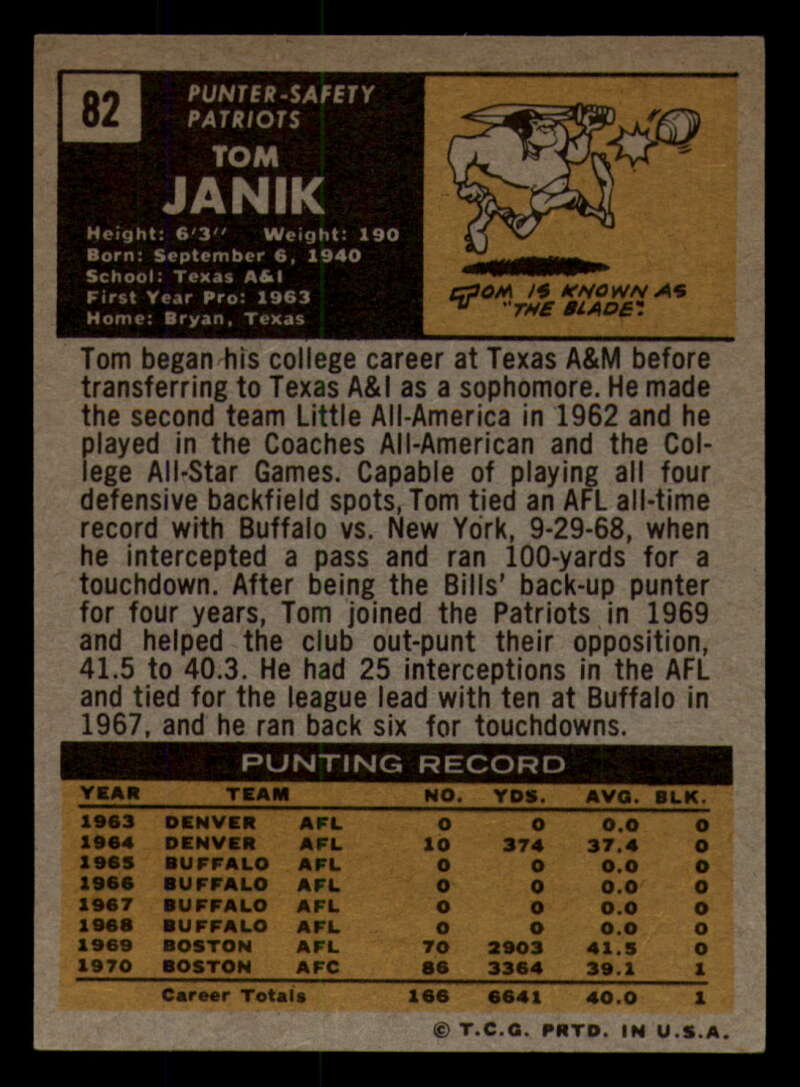 82
PUNTER-SAFETY
PATRIOTS
TOM
JANIK
Height: 6'3" Weight: 190
Born: September 6, 1940
School: Texas A&I
First Year Pro: 1963
Home: Bryan, Texas
TOM IS KNOWN AS
"THE BLADE".
Tom began his college career at Texas A&M before
transferring to Texas A&I as a sophomore. He made
the second team Little All-America in 1962 and he
played in the Coaches All-American and the Col-
lege All-Star Games. Capable of playing all four
defensive backfield spots, Tom tied an AFL all-time
record with Buffalo vs. New York, 9-29-68, when
he intercepted a pass and ran 100-yards for a
touchdown. After being the Bills' back-up punter
for four years, Tom joined the Patriots in 1969
and helped the club out-punt their opposition,
41.5 to 40.3. He had 25 interceptions in the AFL
and tied for the league lead with ten at Buffalo in
1967, and he ran back six for touchdowns.
PUNTING RECORD
YEAR TEAM NO. YDS. AVG. BLK.
1963 DENVER AFL 0 0 0.0 0
1964 DENVER AFL 10 374 37.4 0
1965 BUFFALO AFL 0 0 0.0 0
1966 BUFFALO AFL 0 0 0.0 0
1967 BUFFALO AFL 0 0 0.0 0
1968 BUFFALO AFL 0 0 0.0 0
1969 BOSTON AFL 70 2903 41.5 0
1970 BOSTON AFC 86 3364 39.1 1
Career Totals 166 6641 40.0 1
© T.C.G. PRTD. IN U.S.A.